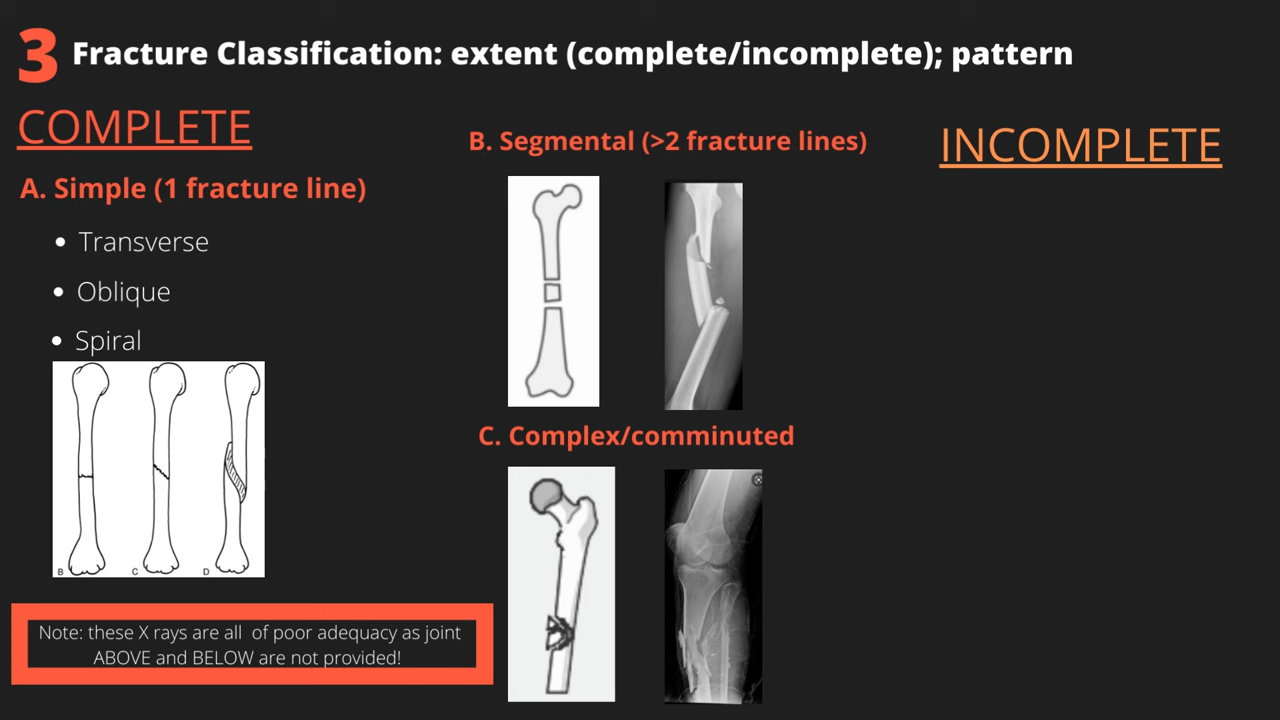 3 Fracture Classification: extent (complete/incomplete); pattern
COMPLETE
A. Simple (1 fracture line)
• Transverse
• Oblique
• Spiral
B C D
Note: these X rays are all of poor adequacy as joint
ABOVE and BELOW are not provided!
B. Segmental (>2 fracture lines)
C. Complex/comminuted
INCOMPLETE